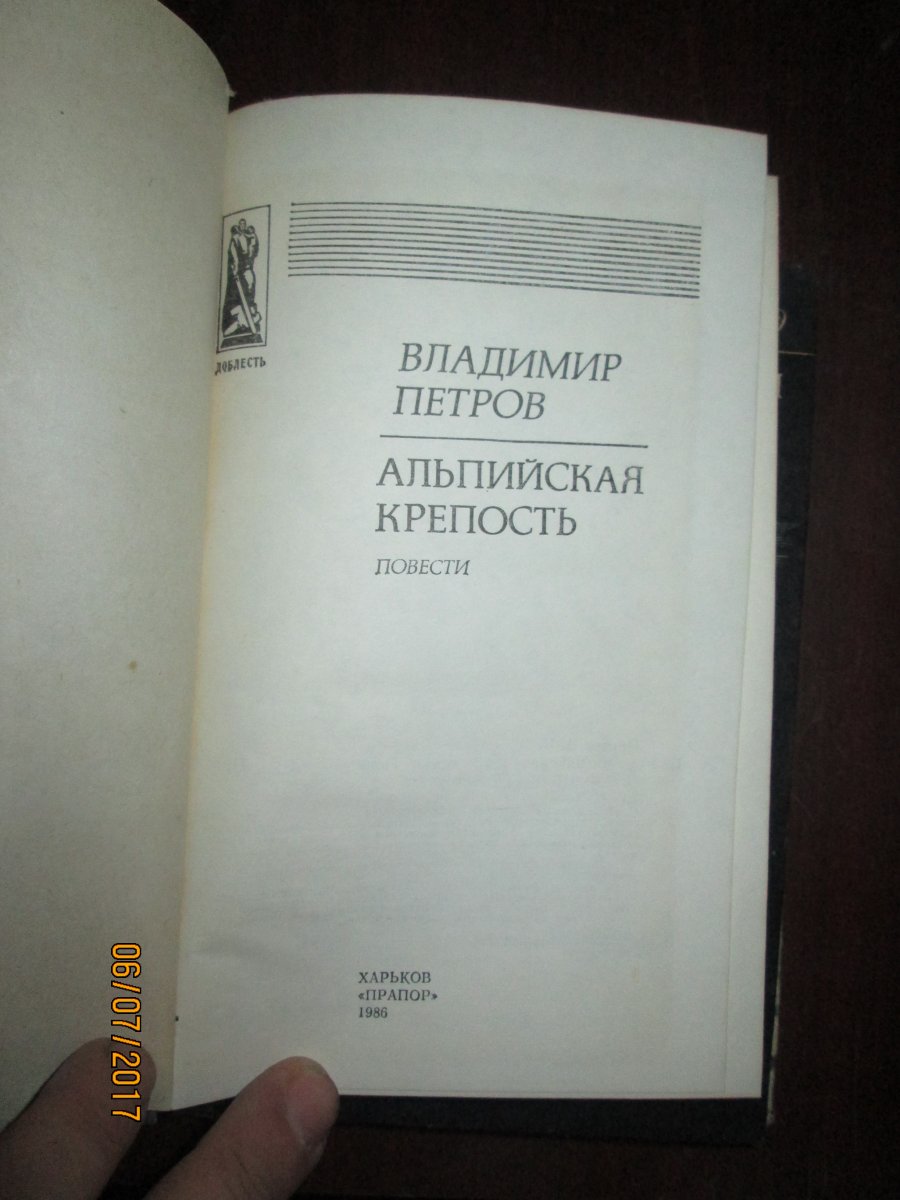 ДОБЛЕСТЬ
ВЛАДИМИР
ПЕТРОВ
АЛЬПИЙСКАЯ
КРЕПОСТЬ
ПОВЕСТИ
ХАРЬКОВ
«ПРАПОР»
1986
06/07/2017